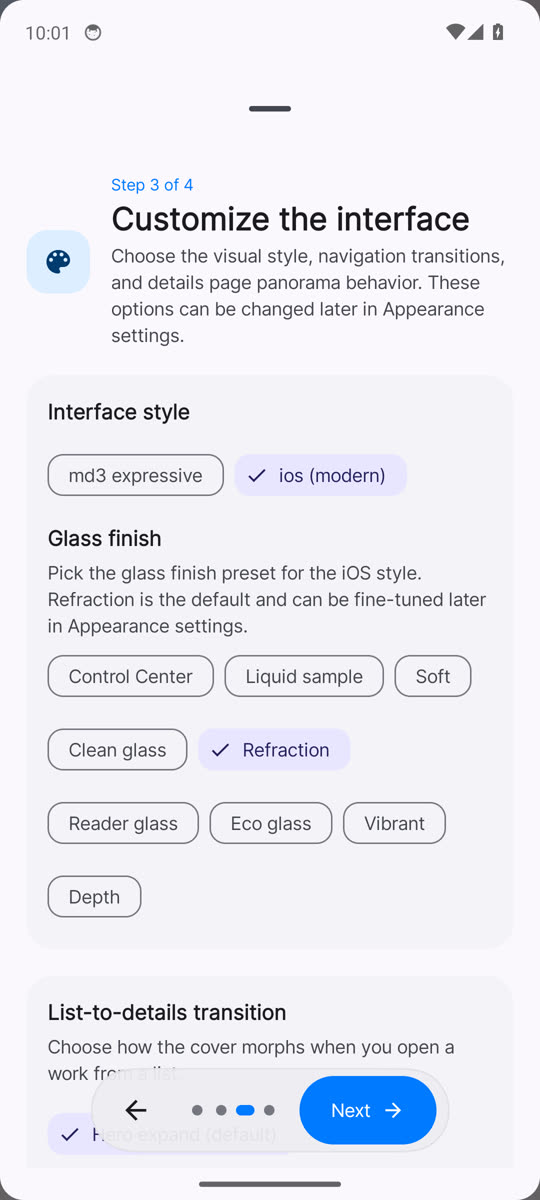 10:01
Step 3 of 4
Customize the interface
Choose the visual style, navigation transitions,
and details page panorama behavior. These
options can be changed later in Appearance
settings.
Interface style
md3 expressive
ios (modern)
Glass finish
Pick the glass finish preset for the iOS style.
Refraction is the default and can be fine-tuned later
in Appearance settings.
Control Center
Liquid sample
Soft
Clean glass
Refraction
Reader glass
Eco glass
Vibrant
Depth
List-to-details transition
Choose how the cover morphs when you open a
work from a list.
Hero expand (default)
Next